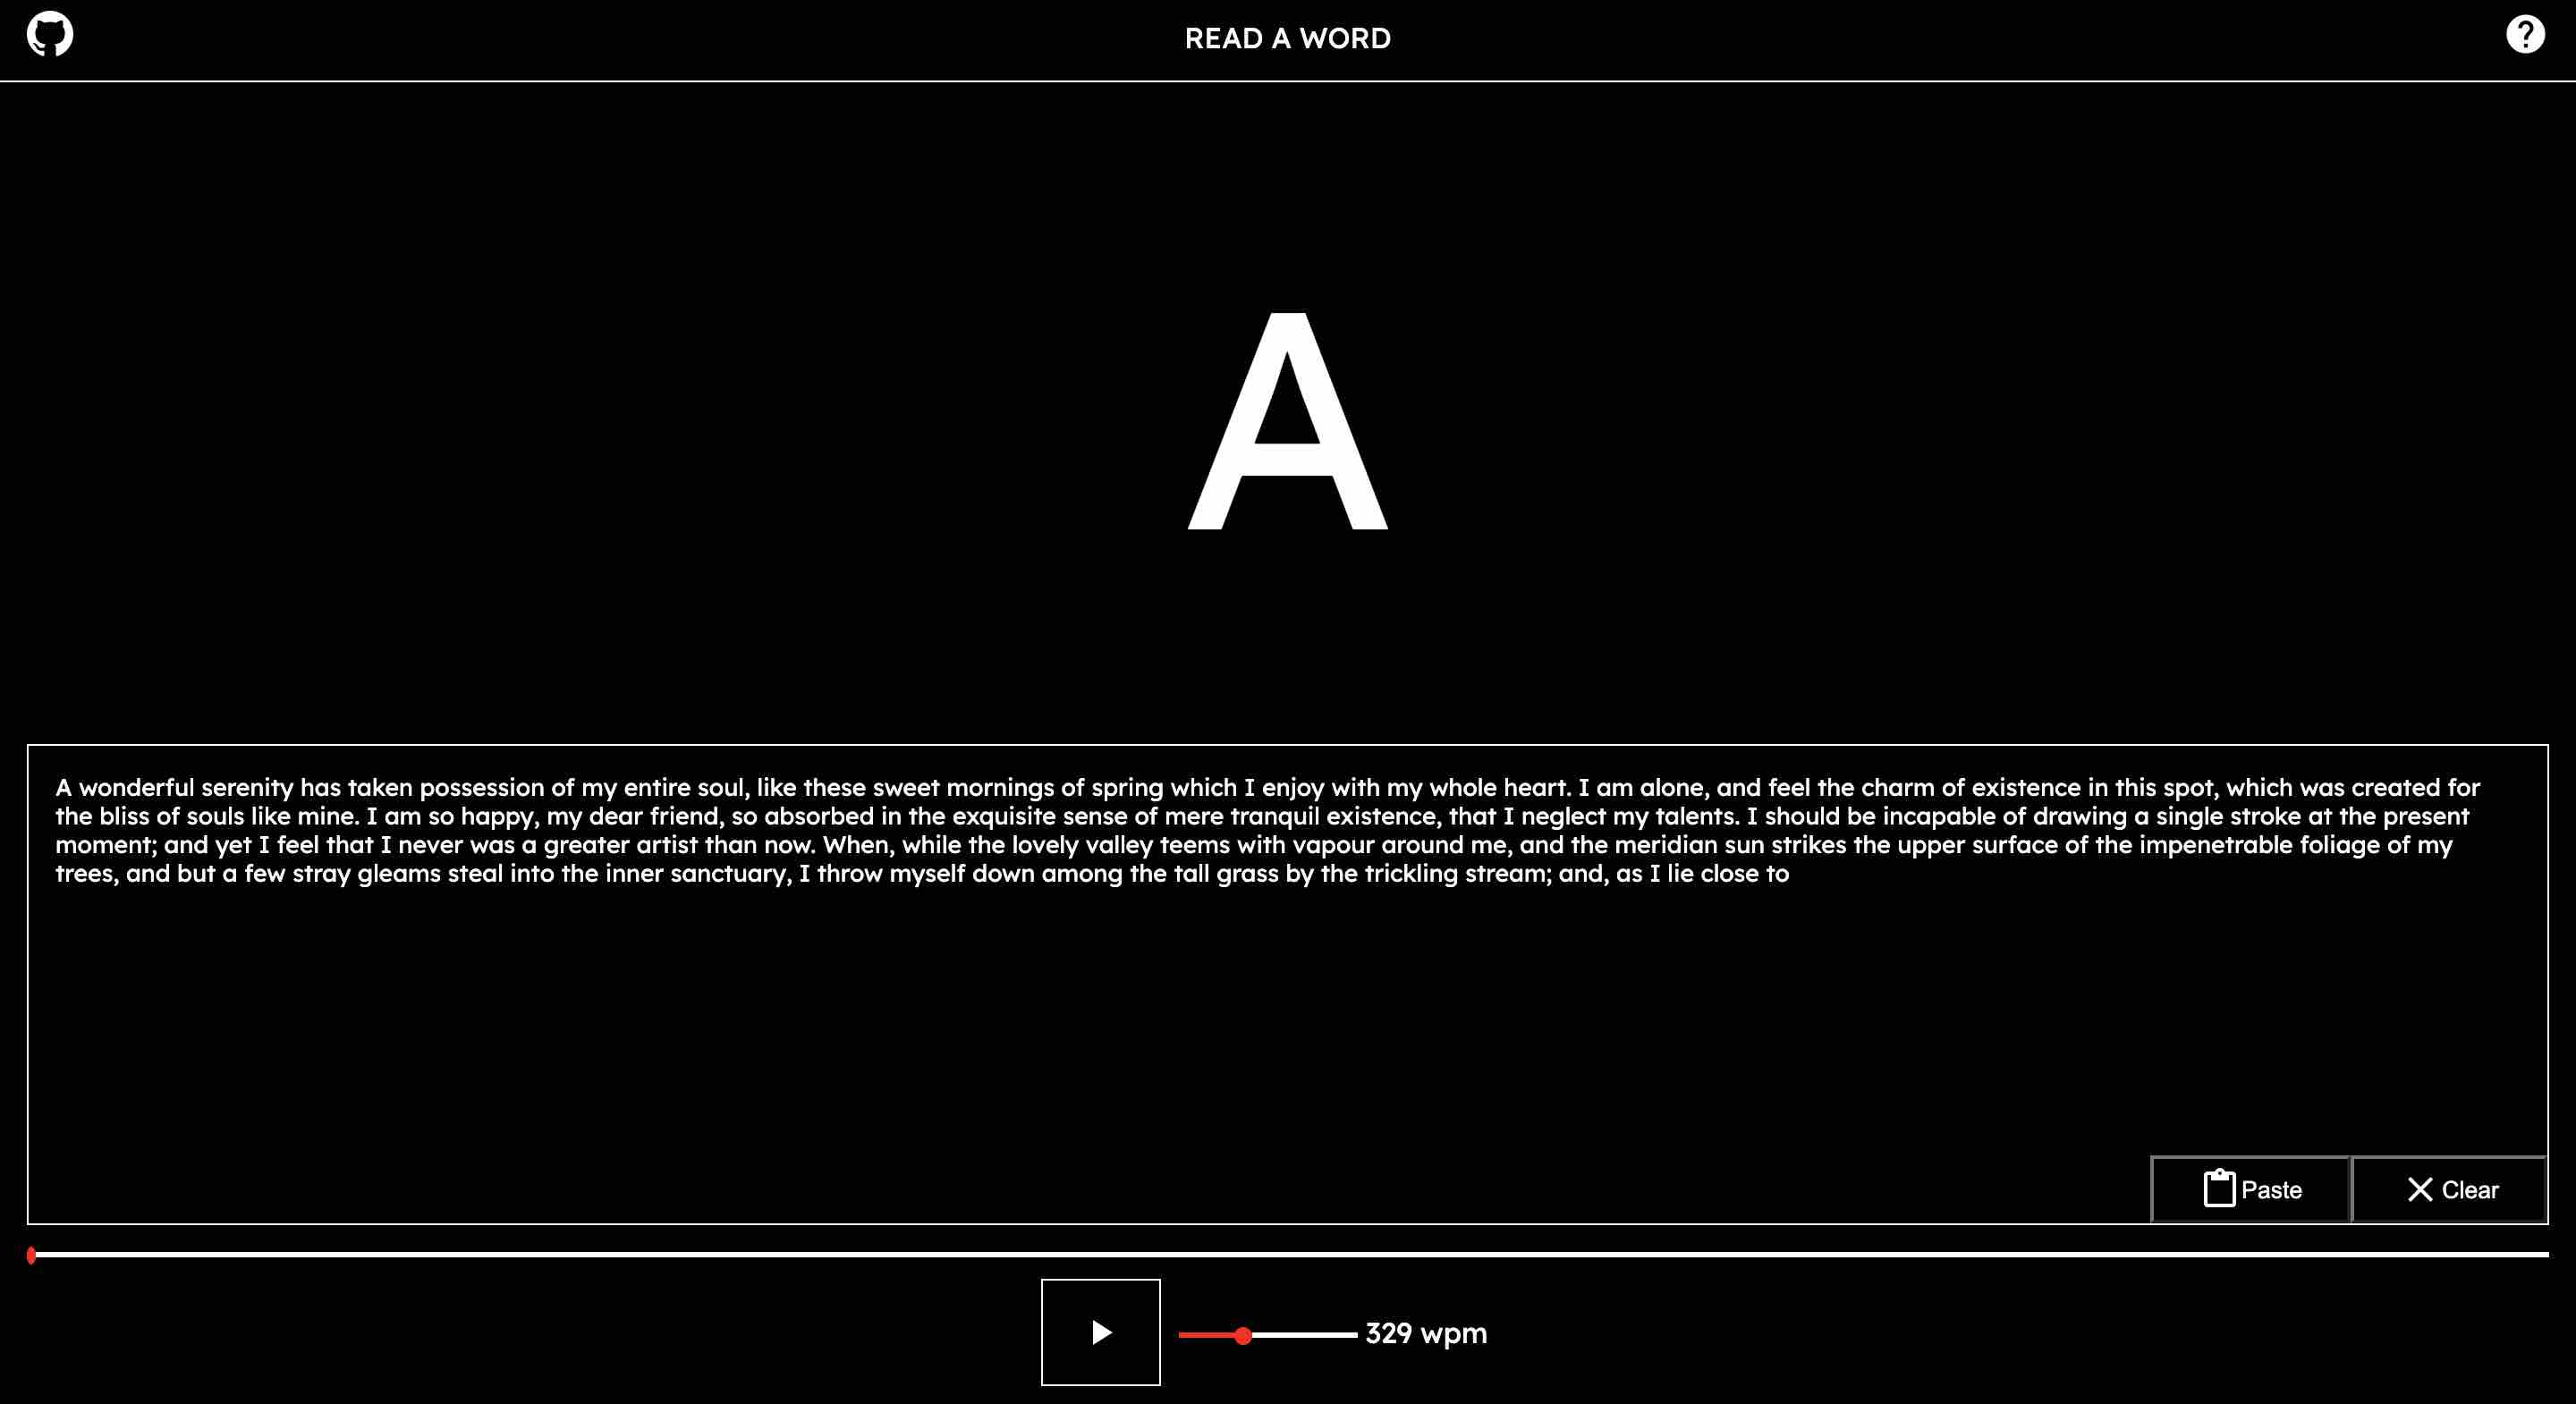 READ A WORD
?
A
A wonderful serenity has taken possession of my entire soul, like these sweet mornings of spring which I enjoy with my whole heart. I am alone, and feel the charm of existence in this spot, which was created for
the bliss of souls like mine. I am so happy, my dear friend, so absorbed in the exquisite sense of mere tranquil existence, that I neglect my talents. I should be incapable of drawing a single stroke at the present
moment; and yet I feel that I never was a greater artist than now. When, while the lovely valley teems with vapour around me, and the meridian sun strikes the upper surface of the impenetrable foliage of my
trees, and but a few stray gleams steal into the inner sanctuary, I throw myself down among the tall grass by the trickling stream; and, as I lie close to
Paste
Clear
329 wpm